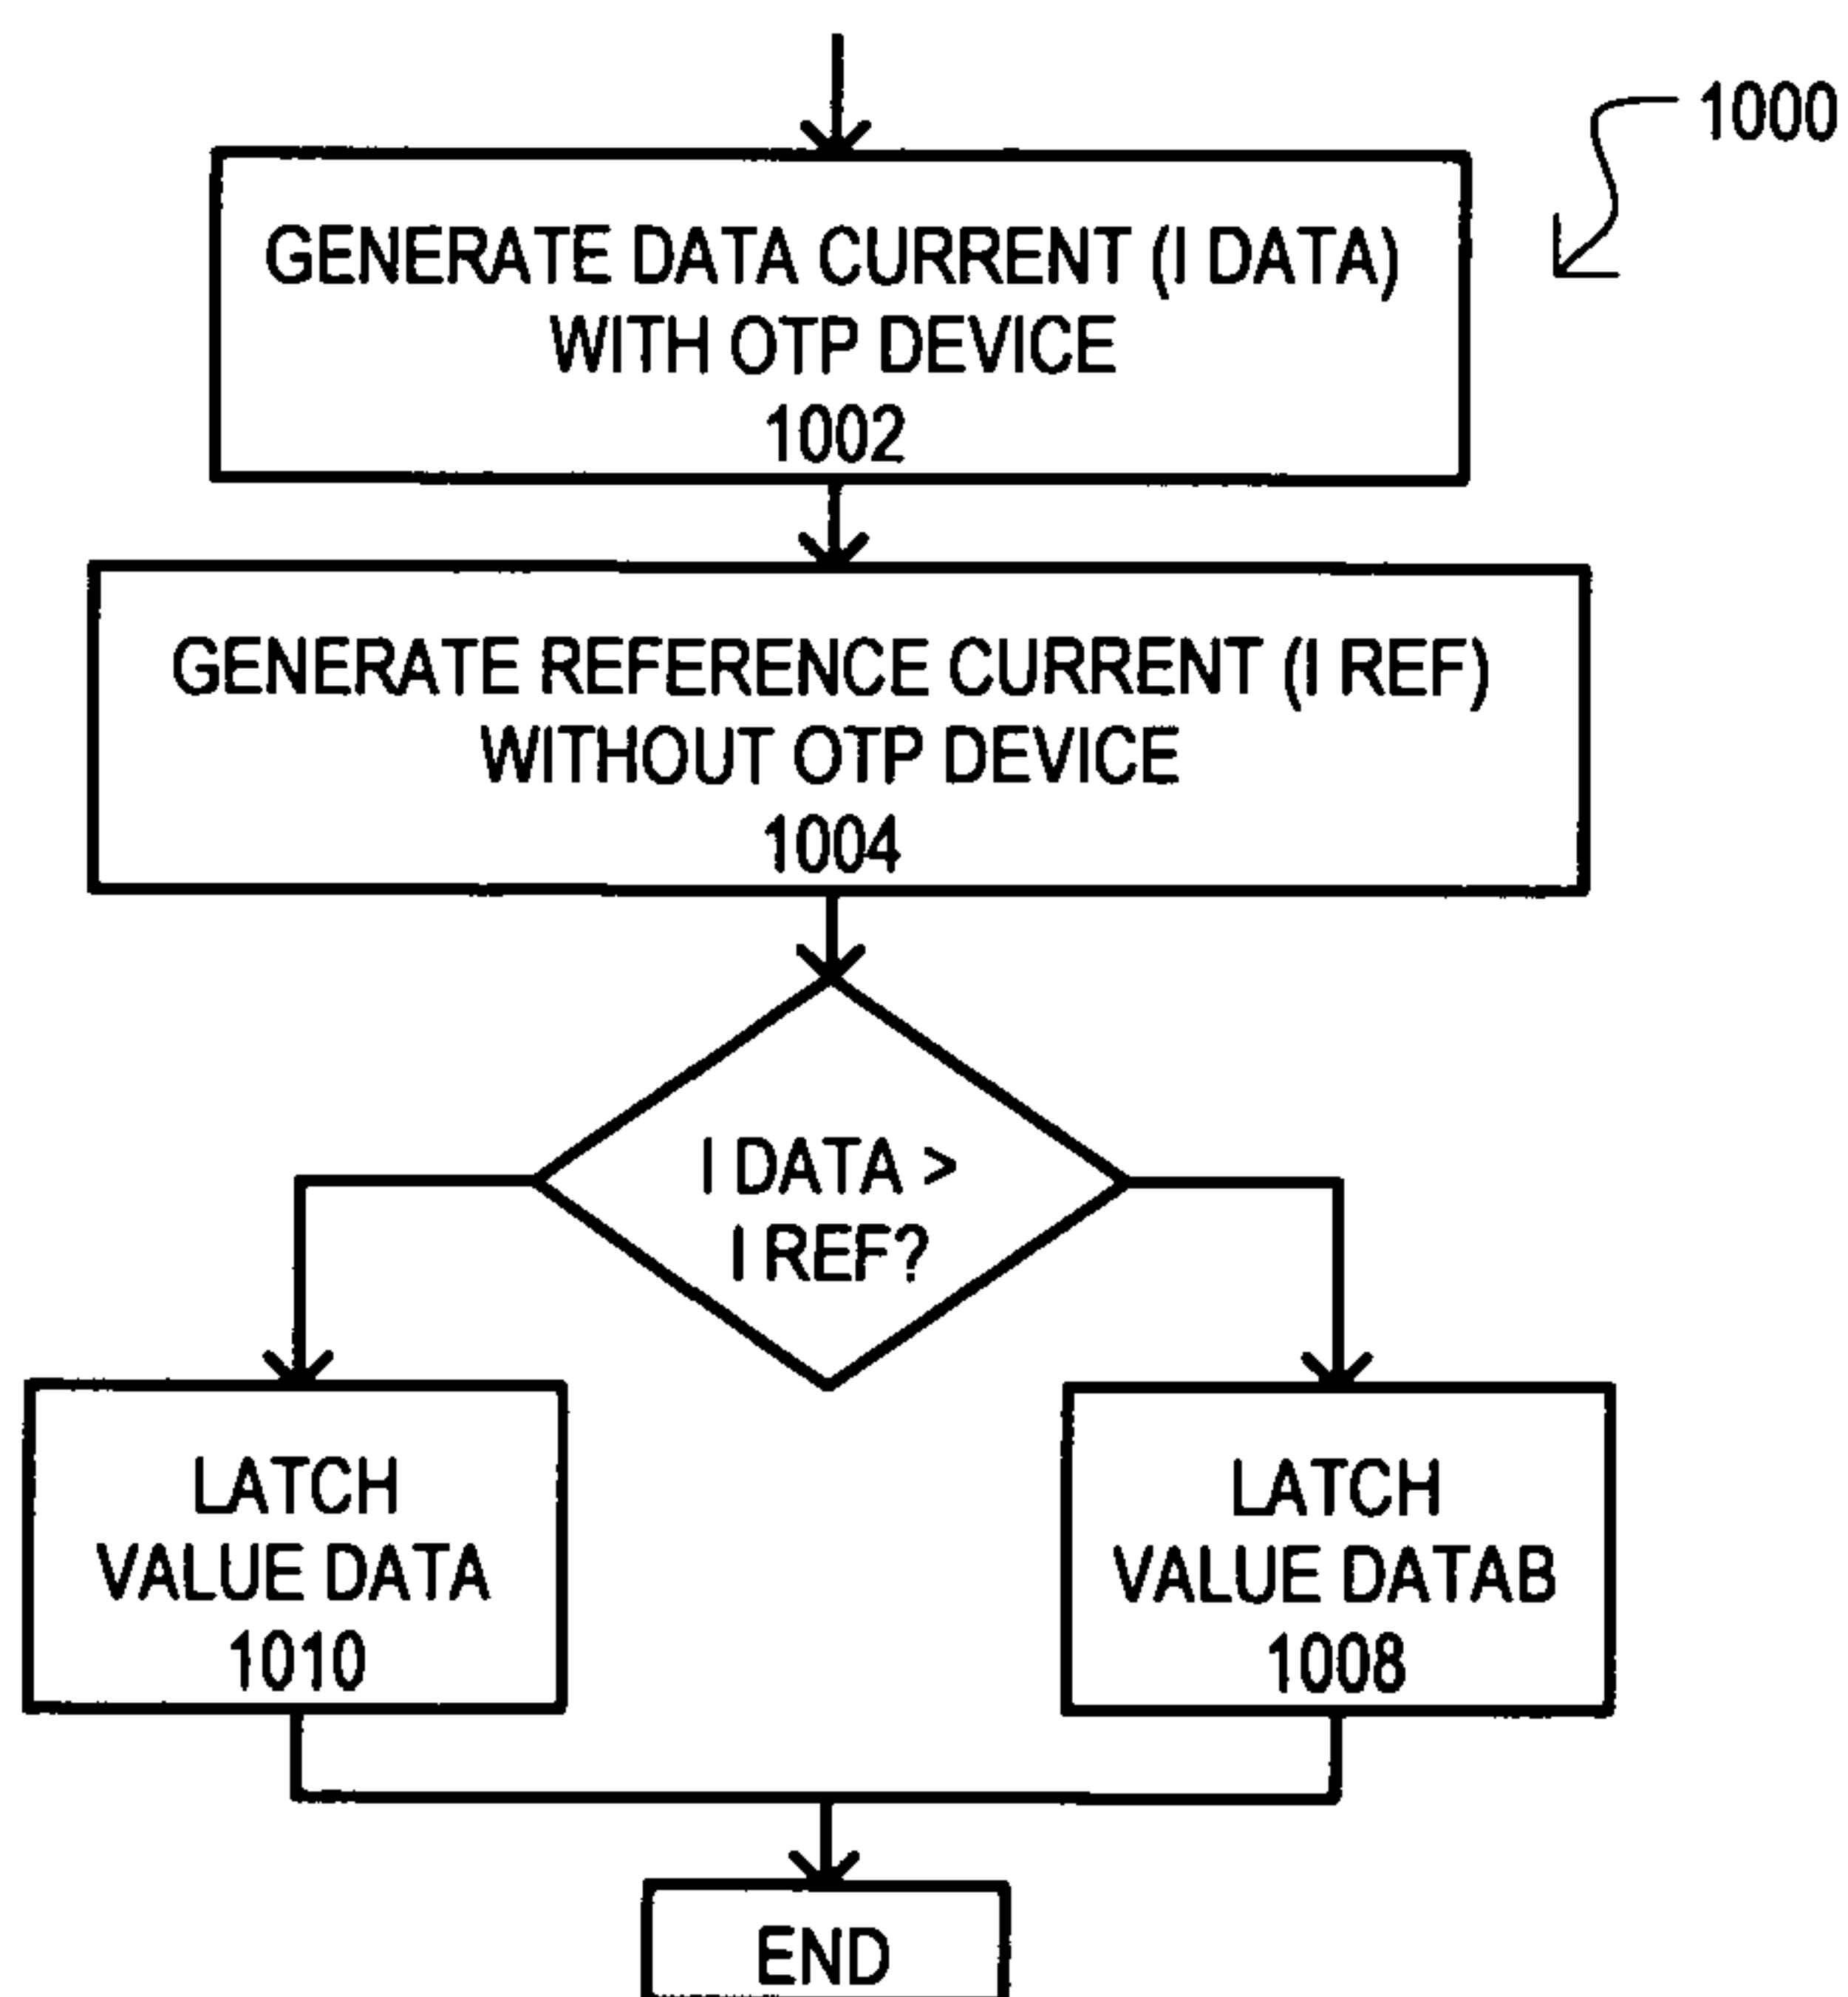 1000
GENERATE DATA CURRENT (I DATA)
WITH OTP DEVICE
1002
GENERATE REFERENCE CURRENT (I REF)
WITHOUT OTP DEVICE
1004
I DATA >
I REF?
LATCH
VALUE DATA
1010
LATCH
VALUE DATAB
1008
END